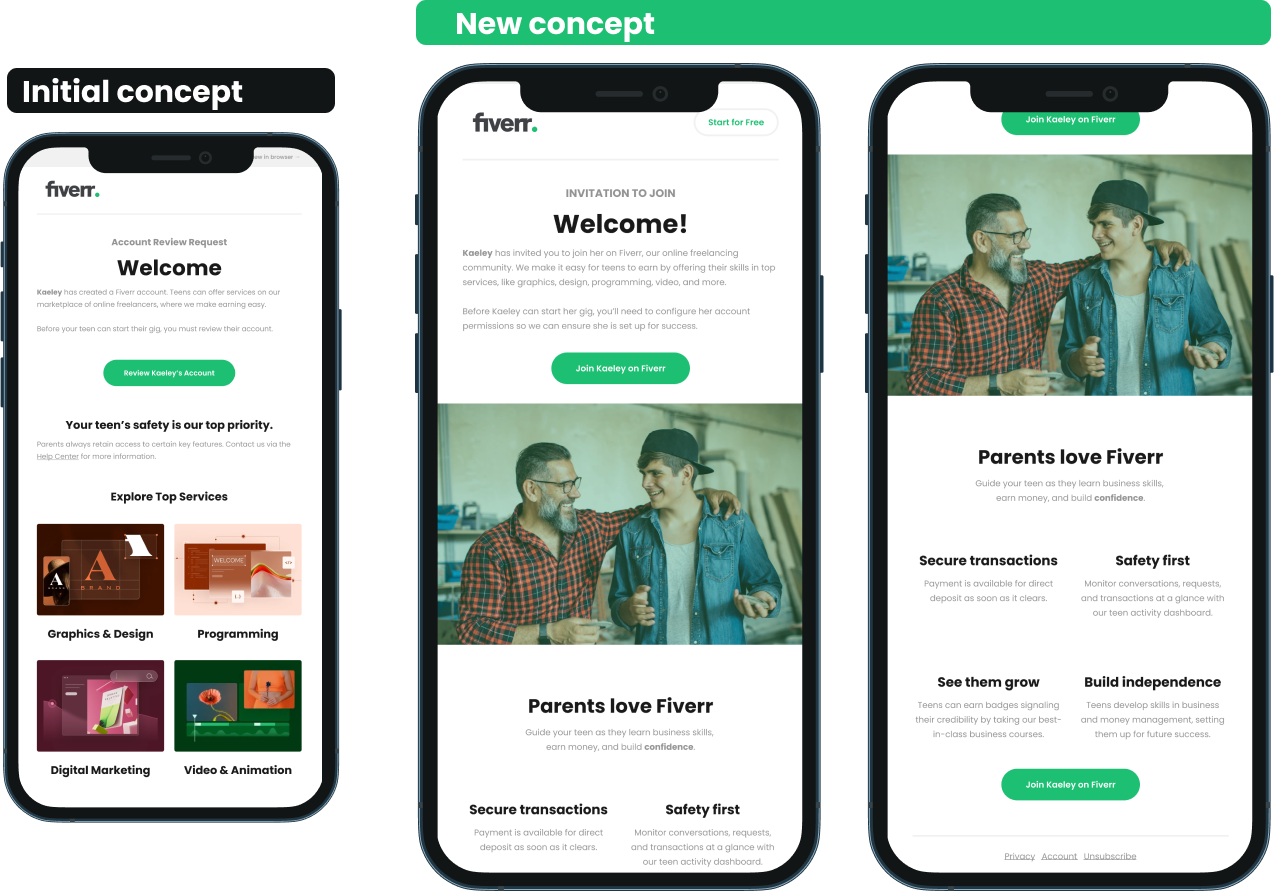 New concept
Initial concept
ew in browser
fiverr.
Account Review Request
Welcome
Kaeley has created a Fiverr account. Teens can offer services on our
marketplace of online freelancers, where we make earning easy.
Before your teen can start their gig, you must review their account.
Review Kaeley's Account
Your teen's safety is our top priority.
Parents always retain access to certain key features. Contact us via the
Help Center for more information.
Explore Top Services
A
A
BRAND
WELCOME
</>
{ }
Graphics & Design
Programming
Digital Marketing
Video & Animation
fiverr.
Start for Free
INVITATION TO JOIN
Welcome!
Kaeley has invited you to join her on Fiverr, our online freelancing
community. We make it easy for teens to earn by offering their skills in top
services, like graphics, design, programming, video, and more.
Before Kaeley can start her gig, you'll need to configure her account
permissions so we can ensure she is set up for success.
Join Kaeley on Fiverr
Parents love Fiverr
Guide your teen as they learn business skills,
earn money, and build confidence.
Secure transactions
Payment is available for direct
deposit as soon as it clears.
Safety first
Monitor conversations, requests,
and transactions at a glance with
our teen activity dashboard.
Join Kaeley on Fiverr
Parents love Fiverr
Guide your teen as they learn business skills,
earn money, and build confidence.
Secure transactions
Payment is available for direct
deposit as soon as it clears.
Safety first
Monitor conversations, requests,
and transactions at a glance with
our teen activity dashboard.
See them grow
Teens can earn badges signaling
their credibility by taking our best-
in-class business courses.
Build independence
Teens develop skills in business
and money management, setting
them up for future success.
Join Kaeley on Fiverr
Privacy Account Unsubscribe